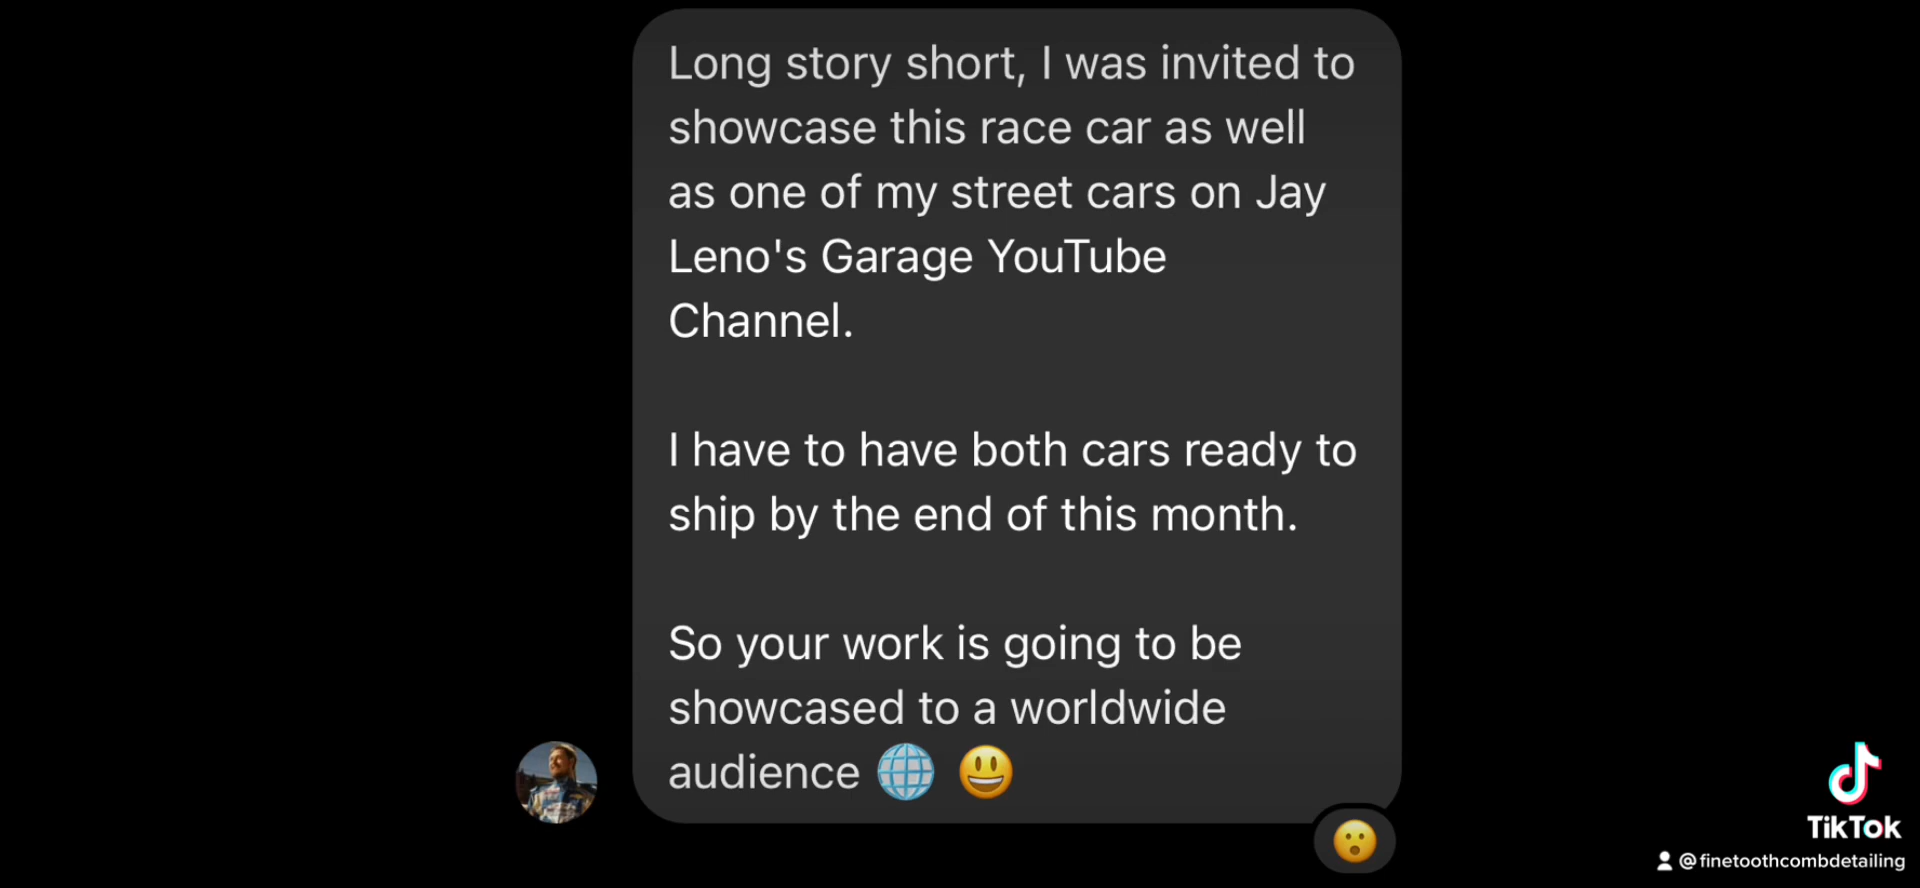 Long story short, I was invited to
showcase this race car as well
as one of my street cars on Jay
Leno's Garage YouTube
Channel.
I have to have both cars ready to
ship by the end of this month.
So your work is going to be
showcased to a worldwide
audience 🌐 😃
TikTok
@finetoothcombdetailing